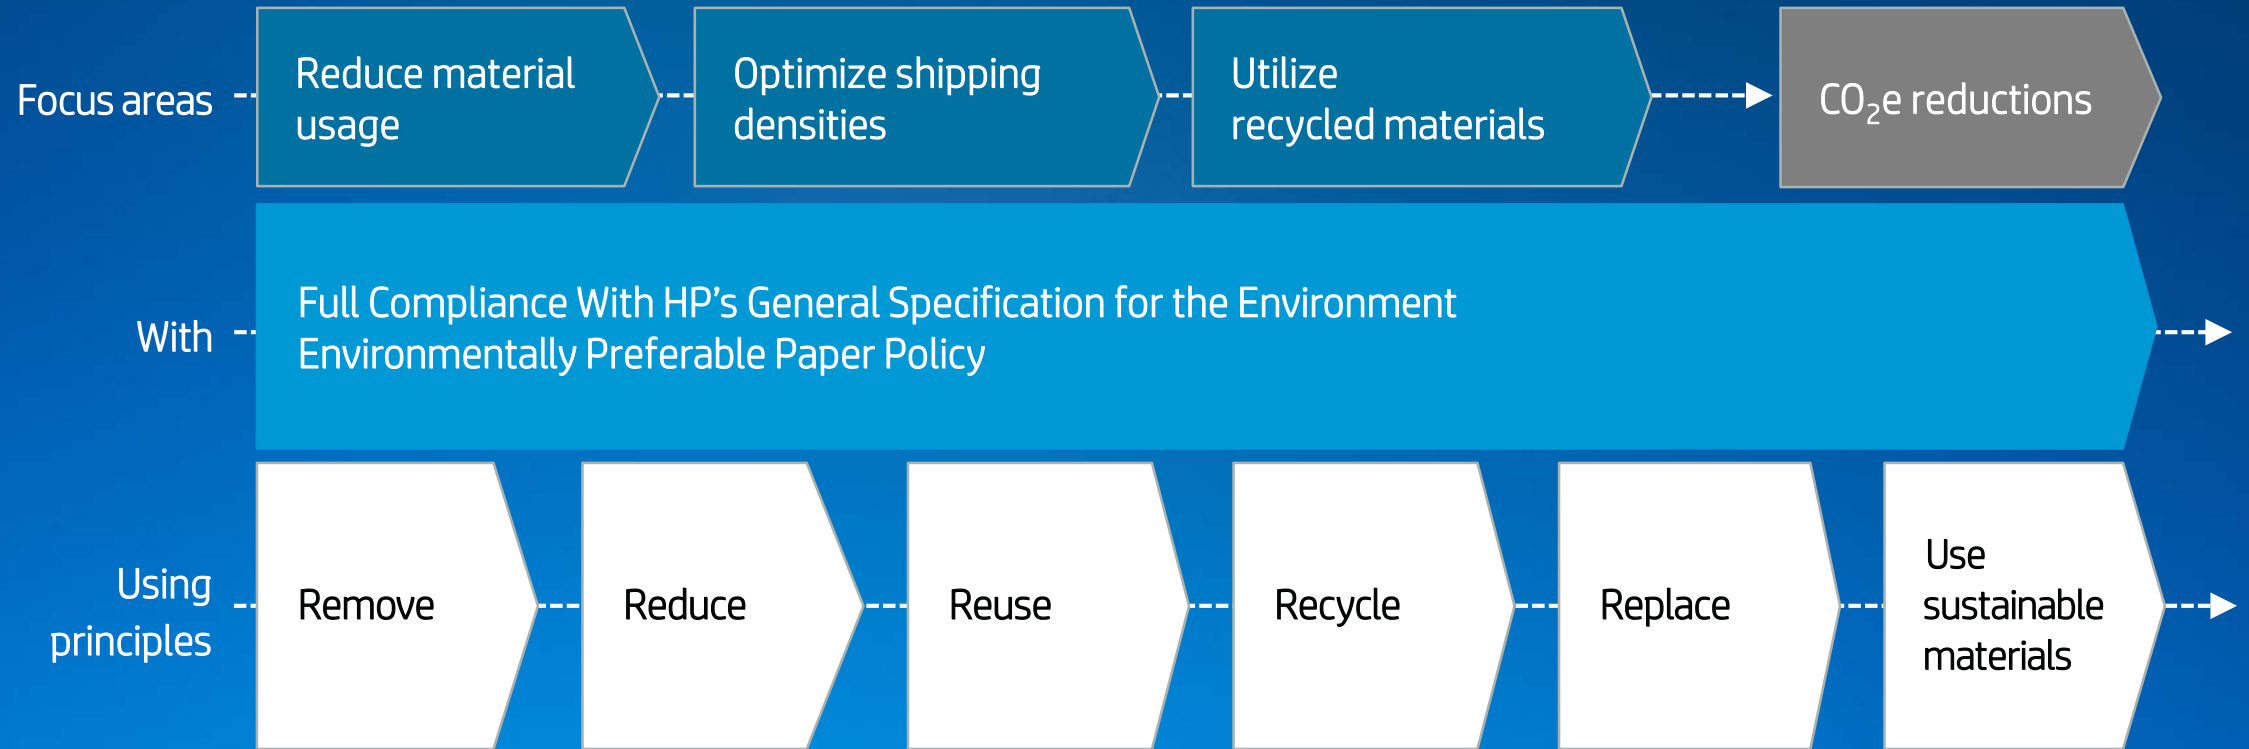 Focus areas
Reduce material
usage
Optimize shipping
densities
Utilize
recycled materials
CO₂e reductions
With
Full Compliance With HP’s General Specification for the Environment
Environmentally Preferable Paper Policy
Using
principles
Remove
Reduce
Reuse
Recycle
Replace
Use
sustainable
materials